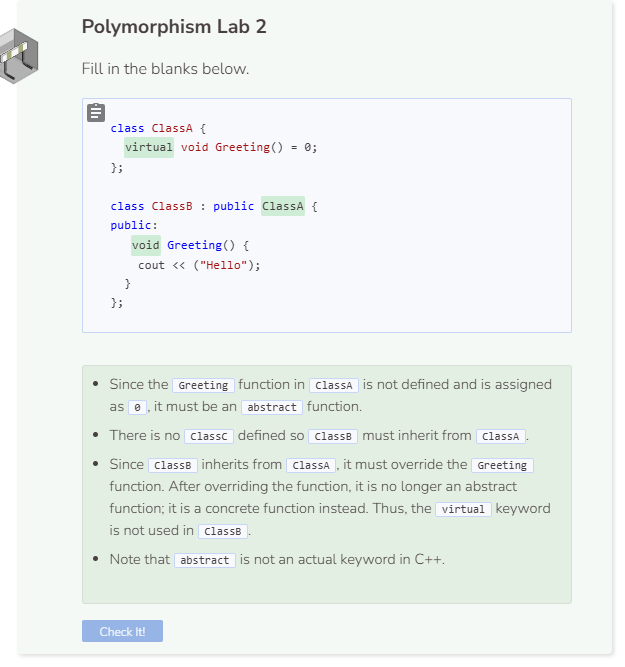 Polymorphism Lab 2
Fill in the blanks below.
class ClassA {
virtual void Greeting() = 0;
};
class ClassB : public ClassA {
public:
void Greeting() {
cout << ("Hello");
}
};
Since the Greeting function in ClassA is not defined and is assigned
as 0, it must be an abstract function.
There is no ClassC defined so ClassB must inherit from ClassA.
Since ClassB inherits from ClassA, it must override the Greeting
function. After overriding the function, it is no longer an abstract
function; it is a concrete function instead. Thus, the virtual keyword
is not used in ClassB.
Note that abstract is not an actual keyword in C++.
Check It!